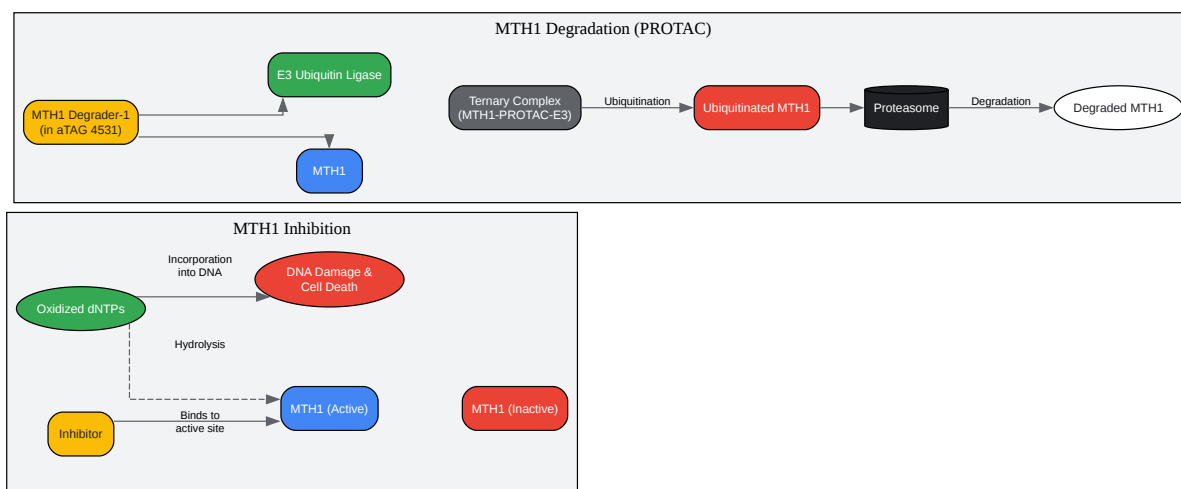 MTH1 Degradation (PROTAC)
E3 Ubiquitin Ligase
MTH1 Degrader-1
(in aTAG 4531)
MTH1
Ternary Complex
(MTH1-PROTAC-E3)
Ubiquitination
Ubiquitinated MTH1
Proteasome
Degradation
Degraded MTH1
MTH1 Inhibition
Incorporation
into DNA
DNA Damage &
Cell Death
Oxidized dNTPs
Hydrolysis
MTH1 (Active)
MTH1 (Inactive)
Inhibitor
Binds to
active site